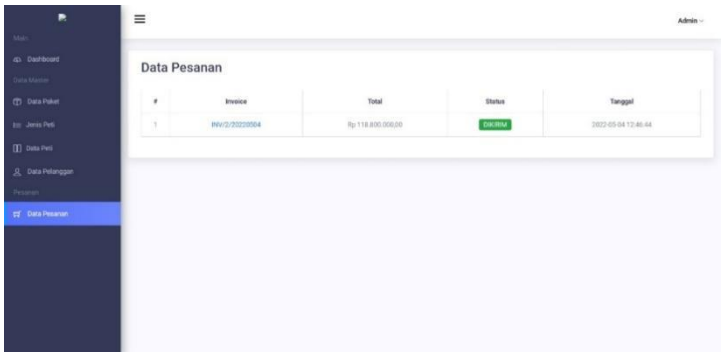 Admin
Main
Dashboard
Data Master
Data Paket
Jenis Peti
Data Peti
Data Pelanggan
Pesanan
Data Pesanan
Data Pesanan
# Invoice Total Status Tanggal
1 INV/2/20220504 Rp 118.800.000,00 DIKIRIM 2022-05-04 12:46:44